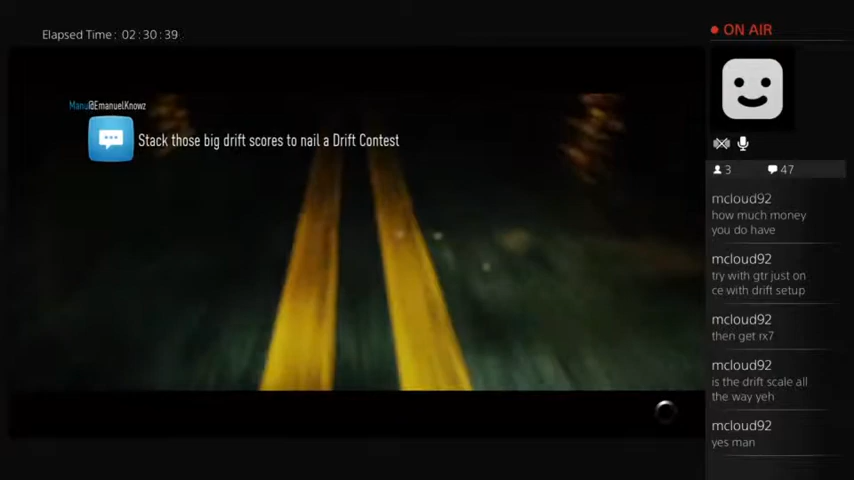 Elapsed Time: 02:30:39
ON AIR
@EmanuelKnowz
Stack those big drift scores to nail a Drift Contest
3 47
mcloud92
how much money
you do have
mcloud92
try with gtr just on
ce with drift setup
mcloud92
then get rx7
mcloud92
is the drift scale all
the way yeh
mcloud92
yes man